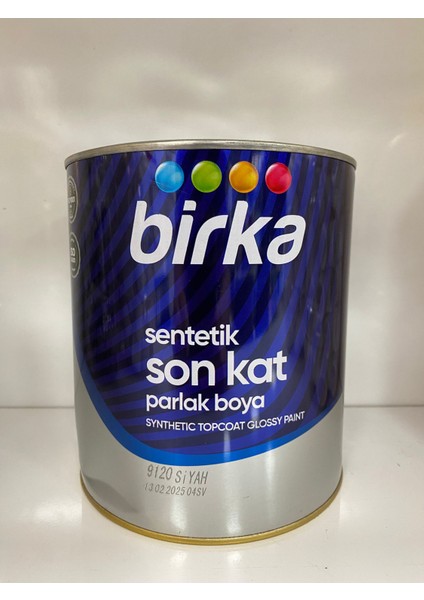 birka
sentetik
son kat
parlak boya
SYNTHETIC TOPCOAT GLOSSY PAINT
9120 SİYAH
13.02.2025 04SV